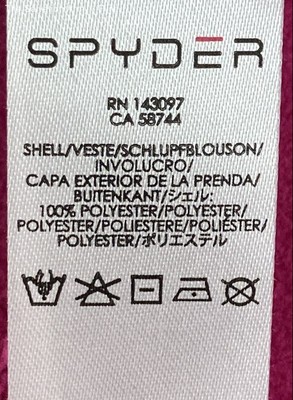 SPYDER
RN 143097
CA 58744
SHELL/VESTE/SCHLUPFBLOUSON/
INVOLUCRO/
CAPA EXTERIOR DE LA PRENDA/
BUITENKANT/シェル:
100% POLYESTER/POLYESTER/
POLYESTER/POLIESTERE/POLIÉSTER/
POLYESTER/ポリエステル